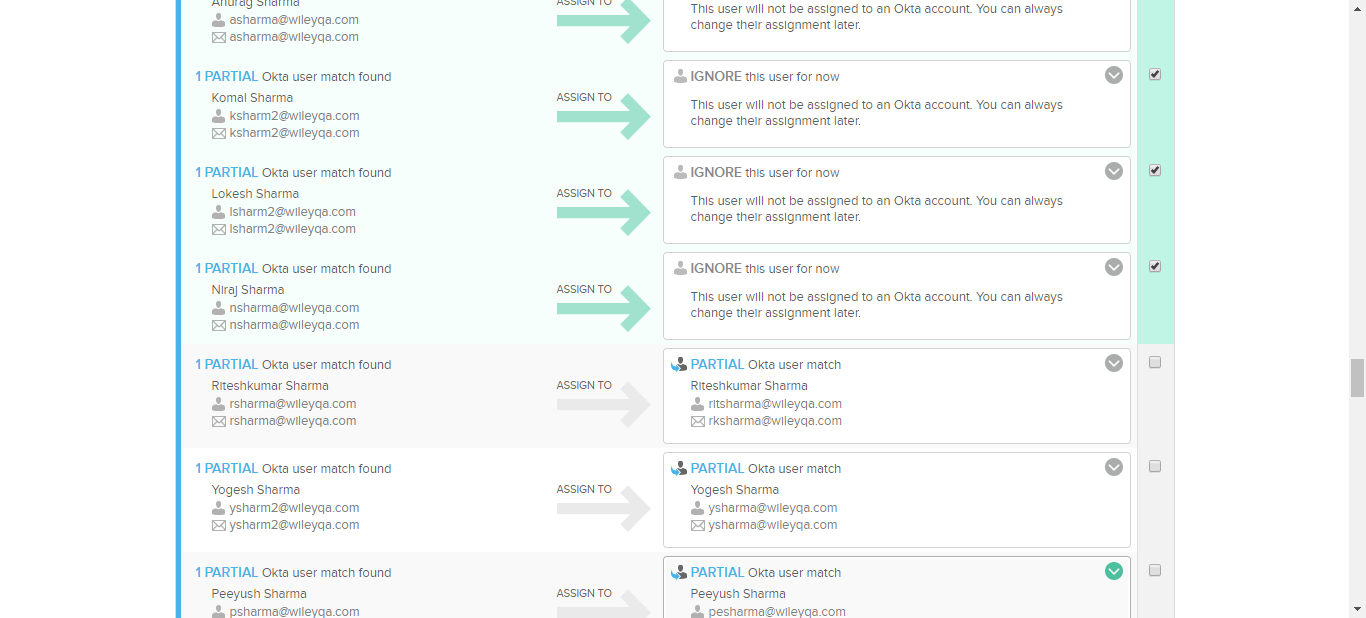 Anurag Sharma
asharma@wileyqa.com
asharma@wileyqa.com
ASSIGN TO
This user will not be assigned to an Okta account. You can always
change their assignment later.
1 PARTIAL Okta user match found
Komal Sharma
ksharm2@wileyqa.com
ksharm2@wileyqa.com
ASSIGN TO
IGNORE this user for now
This user will not be assigned to an Okta account. You can always
change their assignment later.
1 PARTIAL Okta user match found
Lokesh Sharma
lsharm2@wileyqa.com
lsharm2@wileyqa.com
ASSIGN TO
IGNORE this user for now
This user will not be assigned to an Okta account. You can always
change their assignment later.
1 PARTIAL Okta user match found
Niraj Sharma
nsharma@wileyqa.com
nsharma@wileyqa.com
ASSIGN TO
IGNORE this user for now
This user will not be assigned to an Okta account. You can always
change their assignment later.
1 PARTIAL Okta user match found
Riteshkumar Sharma
rsharma@wileyqa.com
rsharma@wileyqa.com
ASSIGN TO
PARTIAL Okta user match
Riteshkumar Sharma
ritsharma@wileyqa.com
rksharma@wileyqa.com
1 PARTIAL Okta user match found
Yogesh Sharma
ysharm2@wileyqa.com
ysharm2@wileyqa.com
ASSIGN TO
PARTIAL Okta user match
Yogesh Sharma
ysharma@wileyqa.com
ysharma@wileyqa.com
1 PARTIAL Okta user match found
Peeyush Sharma
psharma@wileyqa.com
ASSIGN TO
PARTIAL Okta user match
Peeyush Sharma
pesharma@wileyqa.com